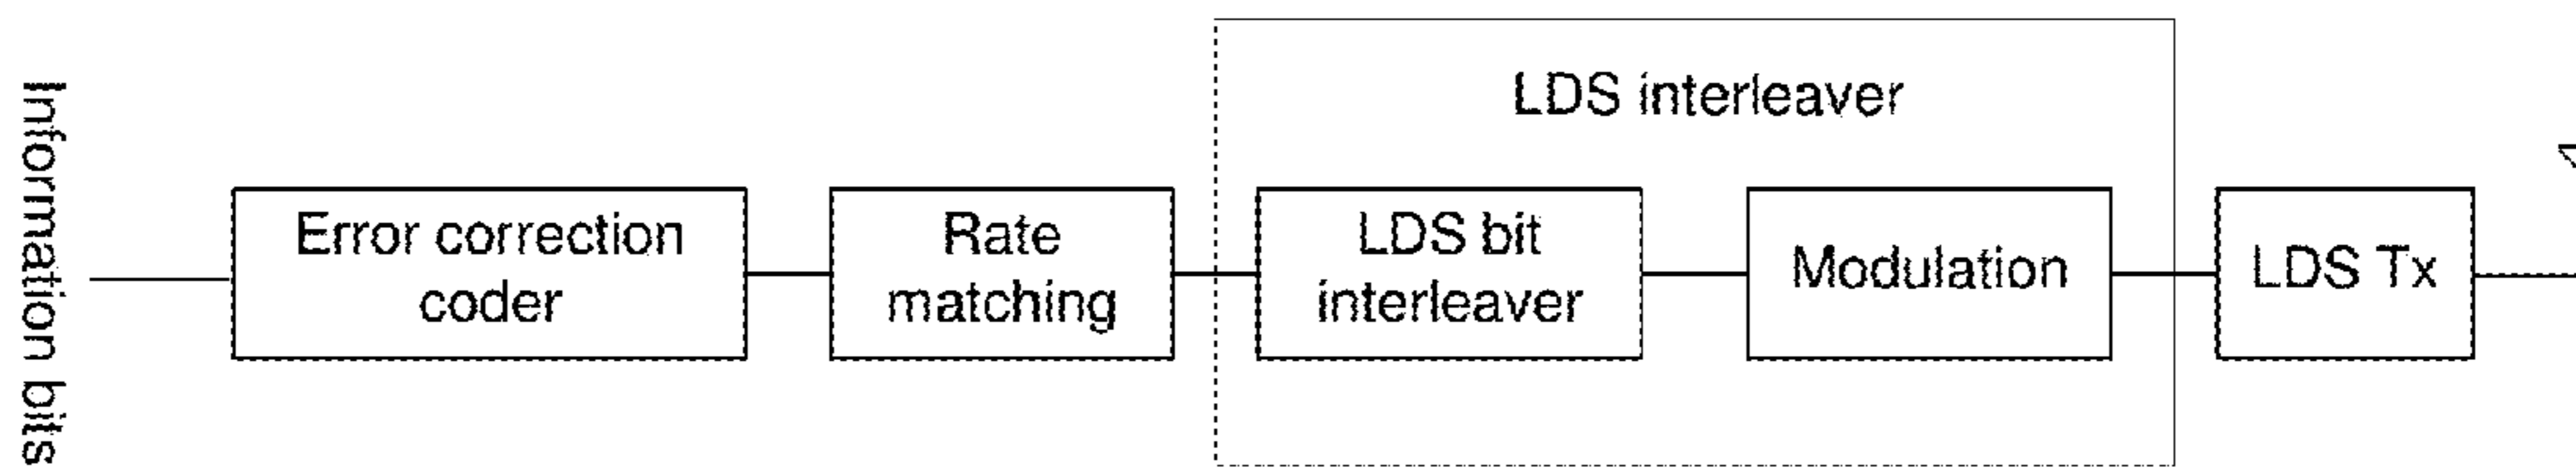 Information bits
Error correction
coder
Rate
matching
LDS interleaver
LDS bit
interleaver
Modulation
LDS Tx